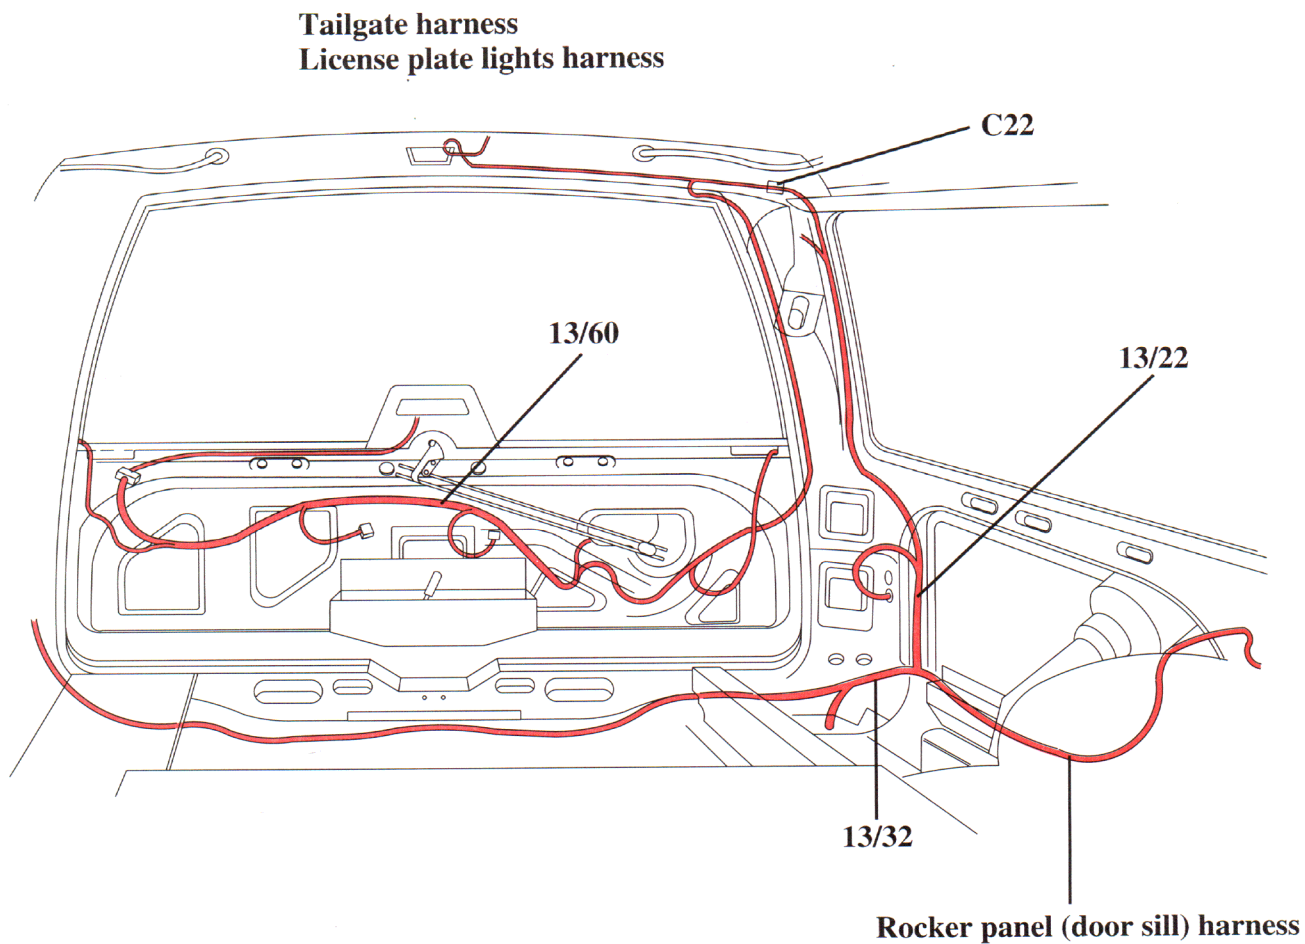 Tailgate harness
License plate lights harness
C22
13/60
13/22
13/32
Rocker panel (door sill) harness